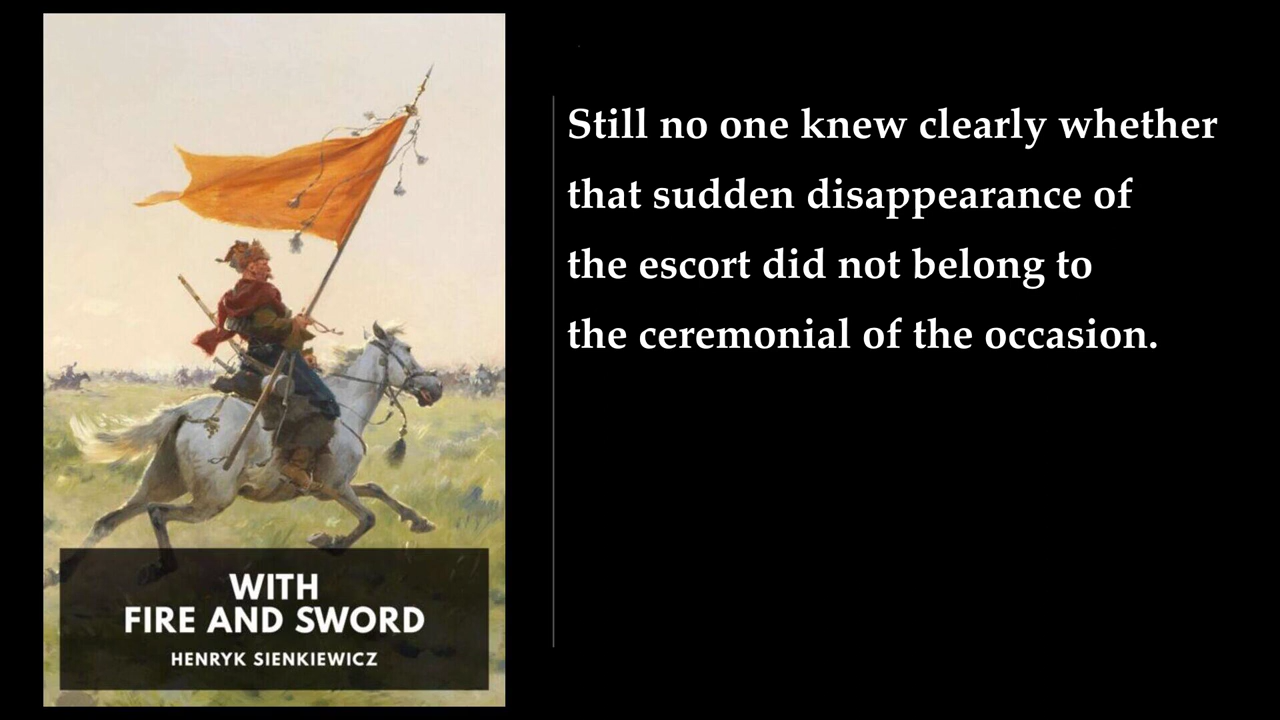 Still no one knew clearly whether
that sudden disappearance of
the escort did not belong to
the ceremonial of the occasion.
WITH
FIRE AND SWORD
HENRYK SIENKIEWICZ